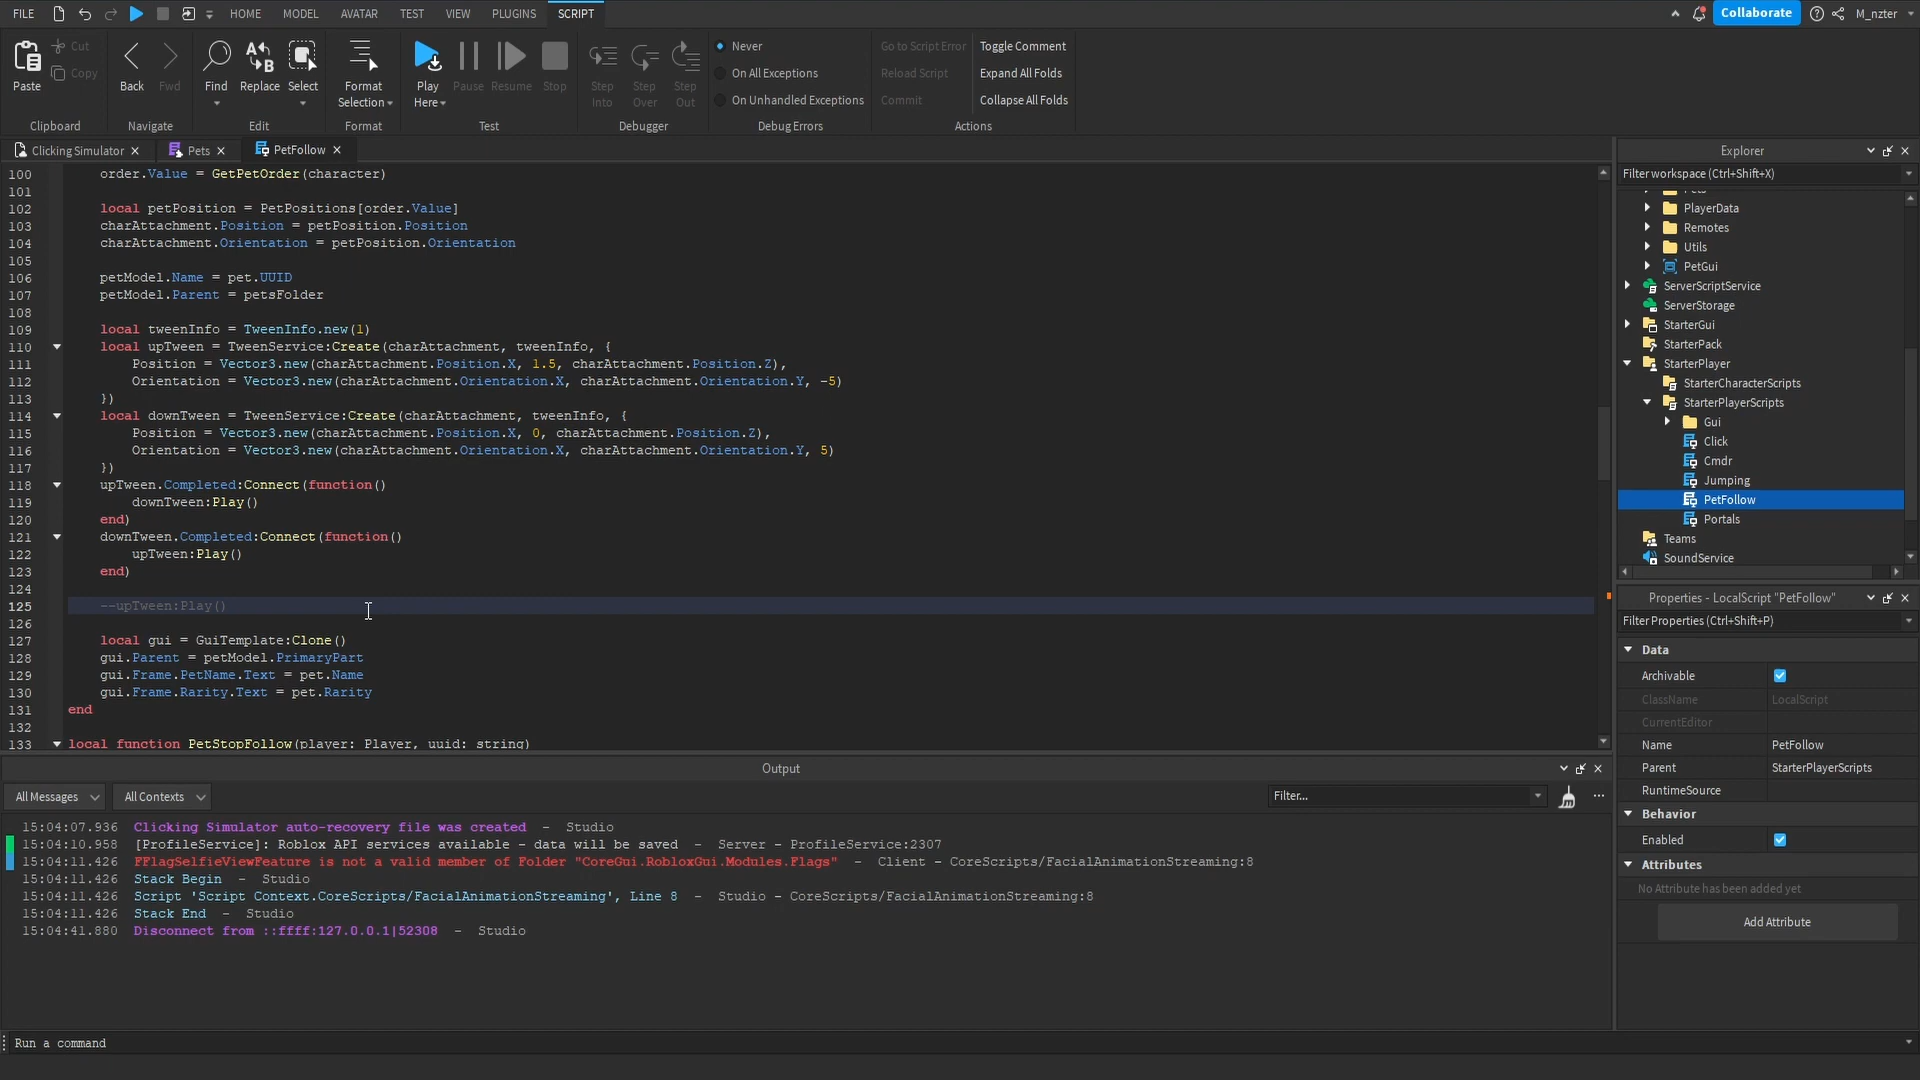 FILE HOME MODEL AVATAR TEST VIEW PLUGINS SCRIPT Collaborate M_nzter
Paste Cut Copy Clipboard
Back Fwd Navigate
Find Replace Select Edit
Format Selection Format
Play Here Pause Resume Stop Test
Step Into Step Over Step Out Debugger
Never
On All Exceptions
On Unhandled Exceptions
Debug Errors
Go to Script Error Toggle Comment
Reload Script Expand All Folds
Commit Collapse All Folds
Actions
Clicking Simulator Pets PetFollow
100 order.Value = GetPetOrder(character)
101
102 local petPosition = PetPositions[order.Value]
103 charAttachment.Position = petPosition.Position
104 charAttachment.Orientation = petPosition.Orientation
105
106 petModel.Name = pet.UUID
107 petModel.Parent = petsFolder
108
109 local tweenInfo = TweenInfo.new(1)
110 local upTween = TweenService:Create(charAttachment, tweenInfo, {
111 Position = Vector3.new(charAttachment.Position.X, 1.5, charAttachment.Position.Z),
112 Orientation = Vector3.new(charAttachment.Orientation.X, charAttachment.Orientation.Y, -5)
113 })
114 local downTween = TweenService:Create(charAttachment, tweenInfo, {
115 Position = Vector3.new(charAttachment.Position.X, 0, charAttachment.Position.Z),
116 Orientation = Vector3.new(charAttachment.Orientation.X, charAttachment.Orientation.Y, 5)
117 })
118 upTween.Completed:Connect(function()
119 downTween:Play()
120 end)
121 downTween.Completed:Connect(function()
122 upTween:Play()
123 end)
124
125 --upTween:Play()
126
127 local gui = GuiTemplate:Clone()
128 gui.Parent = petModel.PrimaryPart
129 gui.Frame.PetName.Text = pet.Name
130 gui.Frame.Rarity.Text = pet.Rarity
131 end
132
133 local function PetStopFollow(player: Player, uuid: string)
Output
All Messages All Contexts Filter...
15:04:07.936 Clicking Simulator auto-recovery file was created - Studio
15:04:10.958 [ProfileService]: Roblox API services available - data will be saved - Server - ProfileService:2307
15:04:11.426 FFlagSelfieViewFeature is not a valid member of Folder "CoreGui.RobloxGui.Modules.Flags" - Client - CoreScripts/FacialAnimationStreaming:8
15:04:11.426 Stack Begin - Studio
15:04:11.426 Script 'Script Context.CoreScripts/FacialAnimationStreaming', Line 8 - Studio - CoreScripts/FacialAnimationStreaming:8
15:04:11.426 Stack End - Studio
15:04:41.880 Disconnect from ::ffff:127.0.0.1|52308 - Studio
Run a command
Explorer
Filter workspace (Ctrl+Shift+X)
Pets
PlayerData
Remotes
Utils
PetGui
ServerScriptService
ServerStorage
StarterGui
StarterPack
StarterPlayer
StarterCharacterScripts
StarterPlayerScripts
Gui
Click
Cmdr
Jumping
PetFollow
Portals
Teams
SoundService
Properties - LocalScript "PetFollow"
Filter Properties (Ctrl+Shift+P)
Data
Archivable
ClassName LocalScript
CurrentEditor
Name PetFollow
Parent StarterPlayerScripts
RuntimeSource
Behavior
Enabled
Attributes
No Attribute has been added yet
Add Attribute